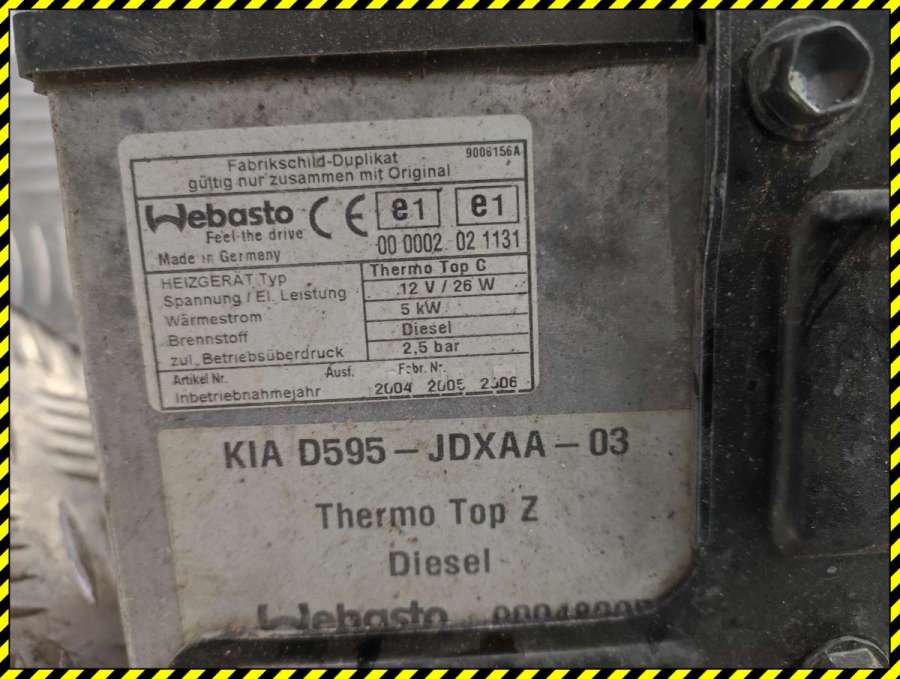 Fabrikschild-Duplikat 9006156A
gültig nur zusammen mit Original
Webasto CE e1 e1
Feel the drive 00 0002 02 1131
Made in Germany
HEIZGERÄT Typ Thermo Top C
Spannung / El. Leistung 12 V / 26 W
Wärmestrom 5 kW
Brennstoff Diesel
zul. Betriebsüberdruck 2,5 bar
Artikel Nr. Ausf. Fabr. Nr.
Inbetriebnahmejahr 2004 2005 2006
KIA D595-JDXAA-03
Thermo Top Z
Diesel
Webasto